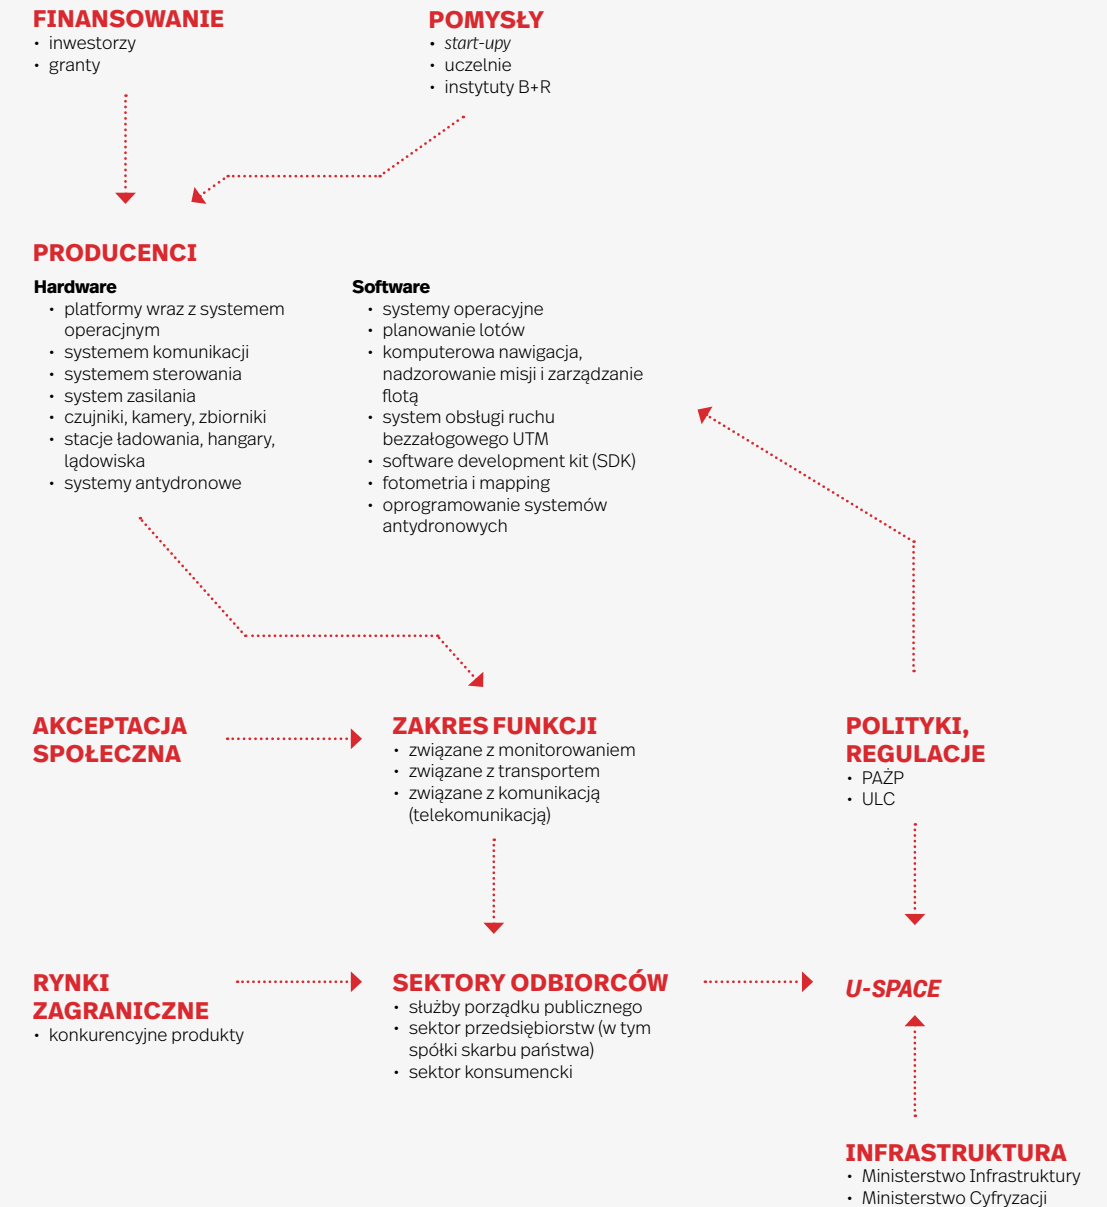 FINANSOWANIE
• inwestorzy
• granty
POMYSŁY
• start-upy
• uczelnie
• instytuty B+R
PRODUCENCI
Hardware
• platformy wraz z systemem
operacjnym
• systemem komunikacji
• systemem sterowania
• system zasilania
• czujniki, kamery, zbiorniki
• stacje ładowania, hangary,
lądowiska
• systemy antydronowe
Software
• systemy operacyjne
• planowanie lotów
• komputerowa nawigacja,
nadzorowanie misji i zarządzanie
flotą
• system obsługi ruchu
bezzałogowego UTM
• software development kit (SDK)
• fotometria i mapping
• oprogramowanie systemów
antydronowych
AKCEPTACJA
SPOŁECZNA
ZAKRES FUNKCJI
• związane z monitorowaniem
• związane z transportem
• związane z komunikacją
(telekomunikacją)
POLITYKI,
REGULACJE
• PAŻP
• ULC
RYNKI
ZAGRANICZNE
• konkurencyjne produkty
SEKTORY ODBIORCÓW
• służby porządku publicznego
• sektor przedsiębiorstw (w tym
spółki skarbu państwa)
• sektor konsumencki
U-SPACE
INFRASTRUKTURA
• Ministerstwo Infrastruktury
• Ministerstwo Cyfryzacji